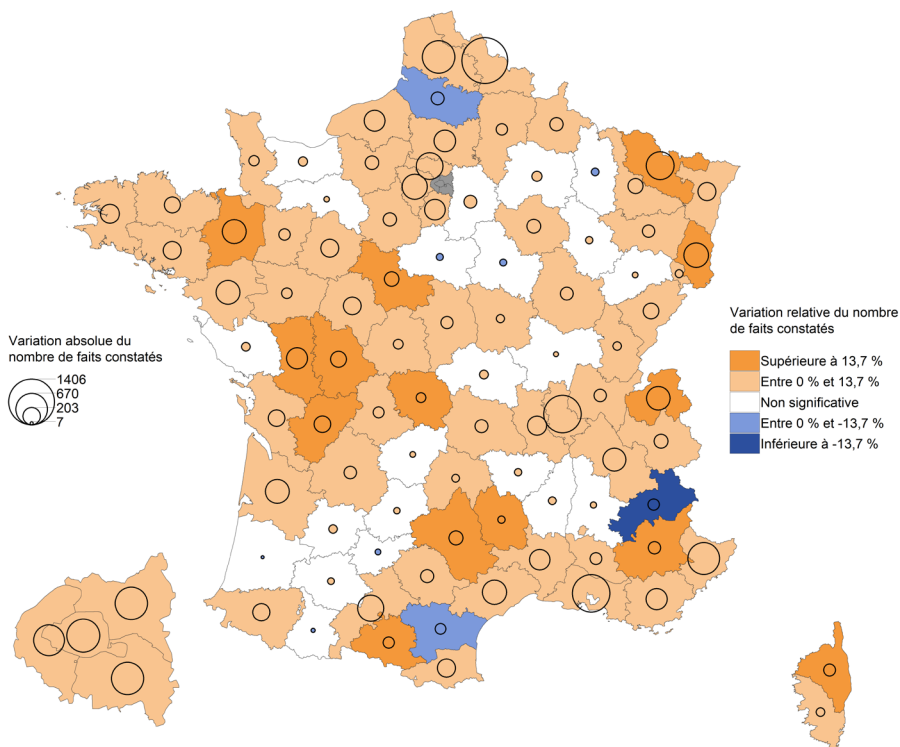 Variation absolue du
nombre de faits constatés
1406
670
203
7
Variation relative du nombre
de faits constatés
Supérieure à 13,7 %
Entre 0 % et 13,7 %
Non significative
Entre 0 % et -13,7 %
Inférieure à -13,7 %